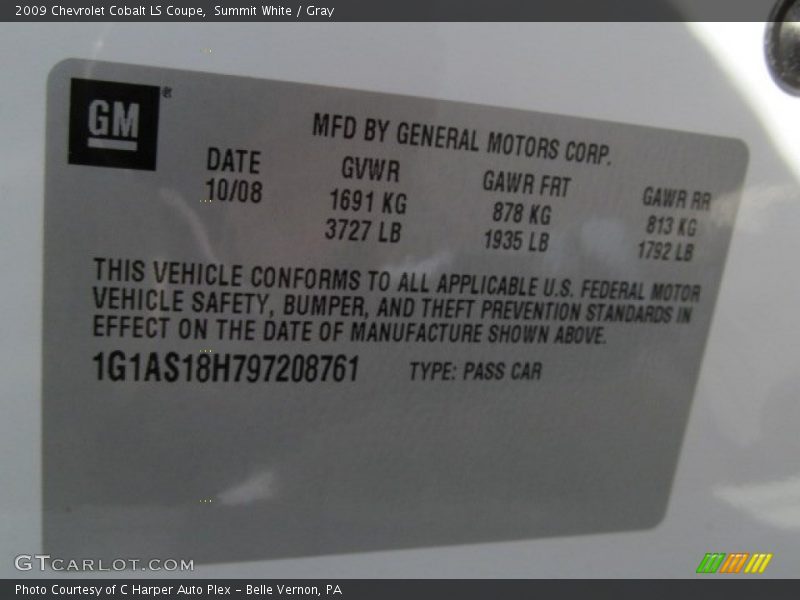 2009 Chevrolet Cobalt LS Coupe,  Summit White / Gray
GM®
MFD BY GENERAL MOTORS CORP.
DATE GVWR GAWR FRT GAWR RR
10/08 1691 KG 878 KG 813 KG
3727 LB 1935 LB 1792 LB
THIS VEHICLE CONFORMS TO ALL APPLICABLE U.S. FEDERAL MOTOR
VEHICLE SAFETY, BUMPER, AND THEFT PREVENTION STANDARDS IN
EFFECT ON THE DATE OF MANUFACTURE SHOWN ABOVE.
1G1AS18H797208761 TYPE: PASS CAR
GTCARLOT.COM
Photo Courtesy of C Harper Auto Plex – Belle Vernon, PA